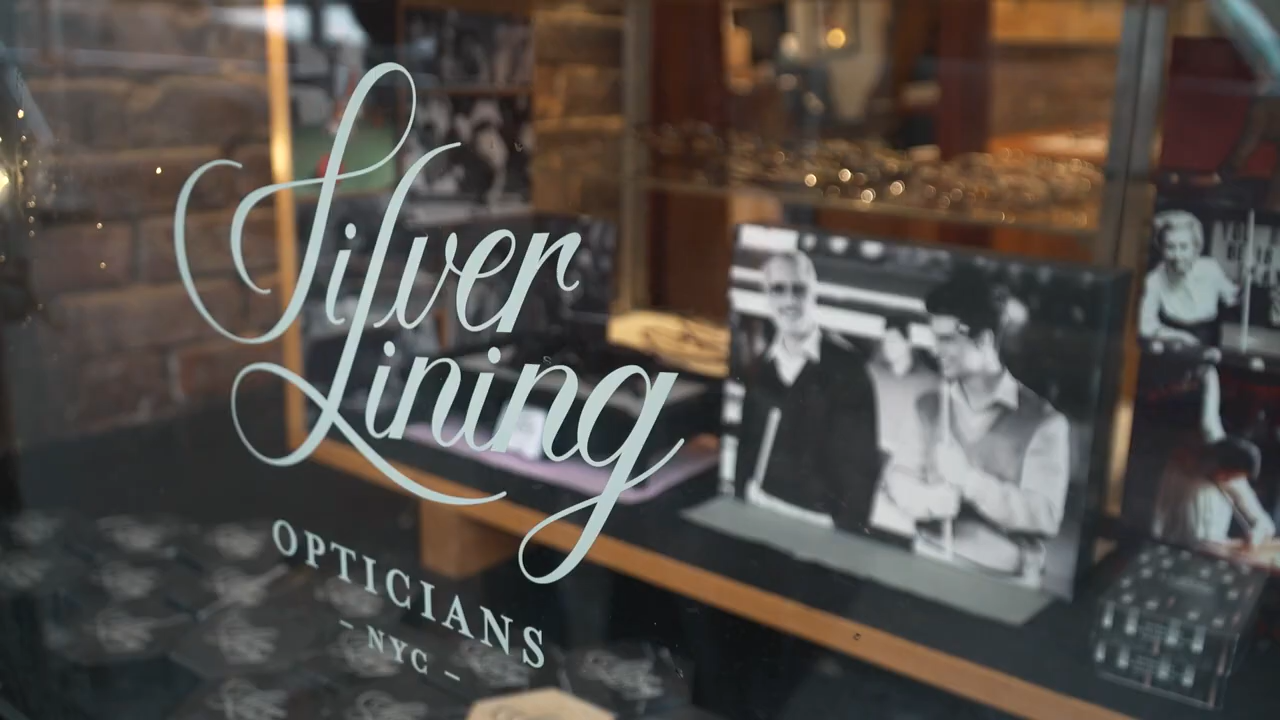 Silver
Lining
OPTICIANS
– NYC –